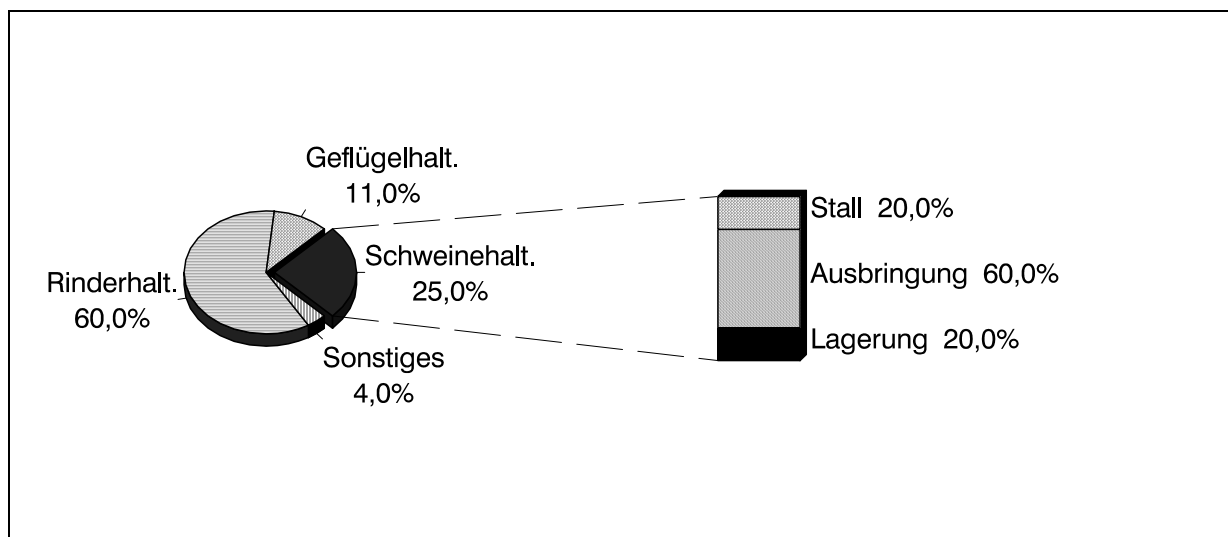 Geflügelhalt.
11,0%
Schweinehalt.
25,0%
Rinderhalt.
60,0%
Sonstiges
4,0%
Stall 20,0%
Ausbringung 60,0%
Lagerung 20,0%